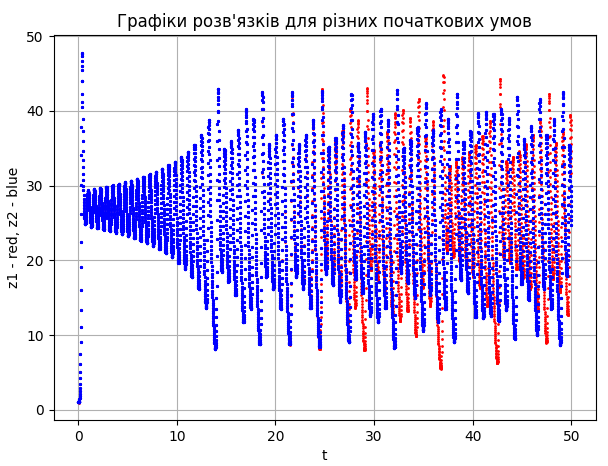 Графіки розв'язків для різних початкових умов
z1 - red, z2 - blue
50
40
30
20
10
0
0 10 20 30 40 50
t